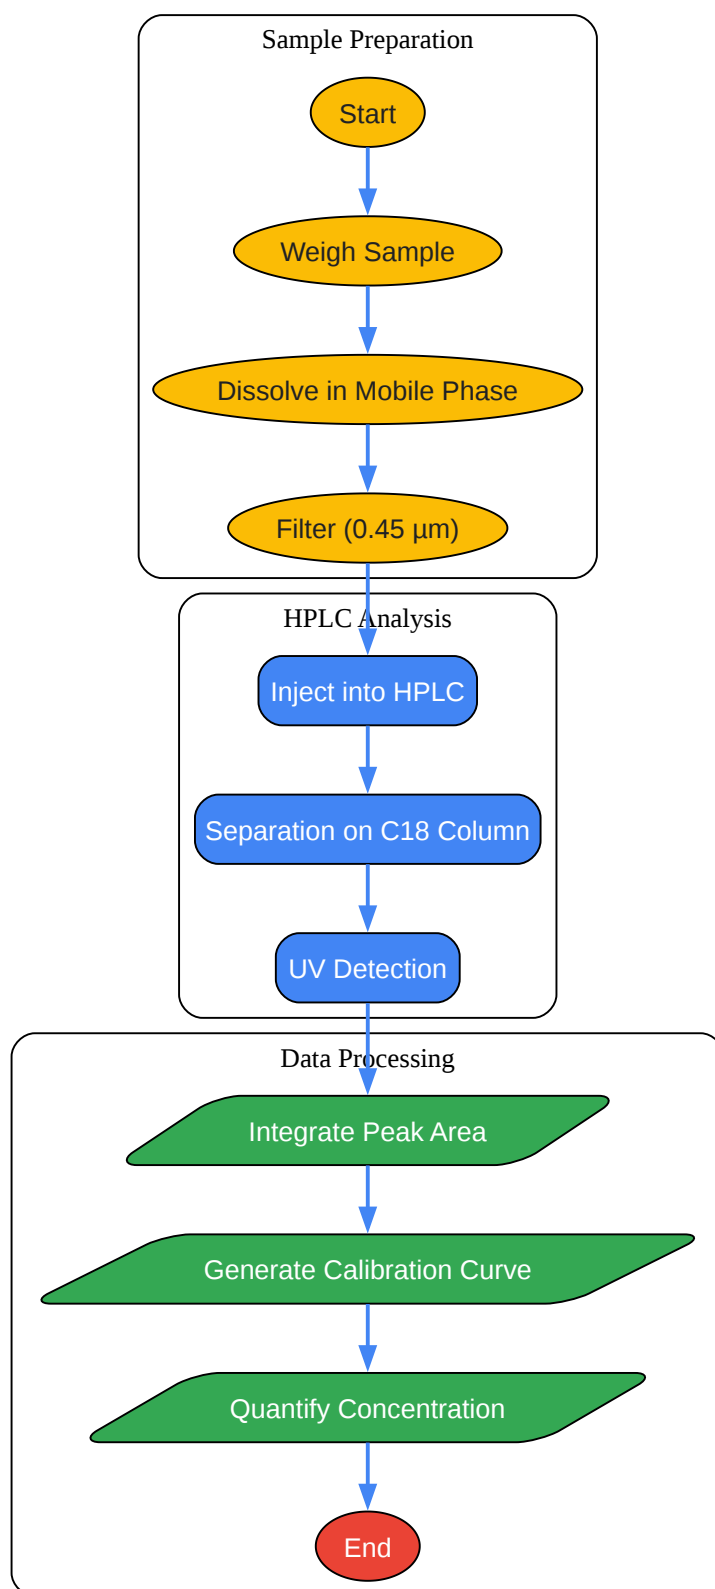 Sample Preparation
Start
Weigh Sample
Dissolve in Mobile Phase
Filter (0.45 µm)
HPLC Analysis
Inject into HPLC
Separation on C18 Column
UV Detection
Data Processing
Integrate Peak Area
Generate Calibration Curve
Quantify Concentration
End